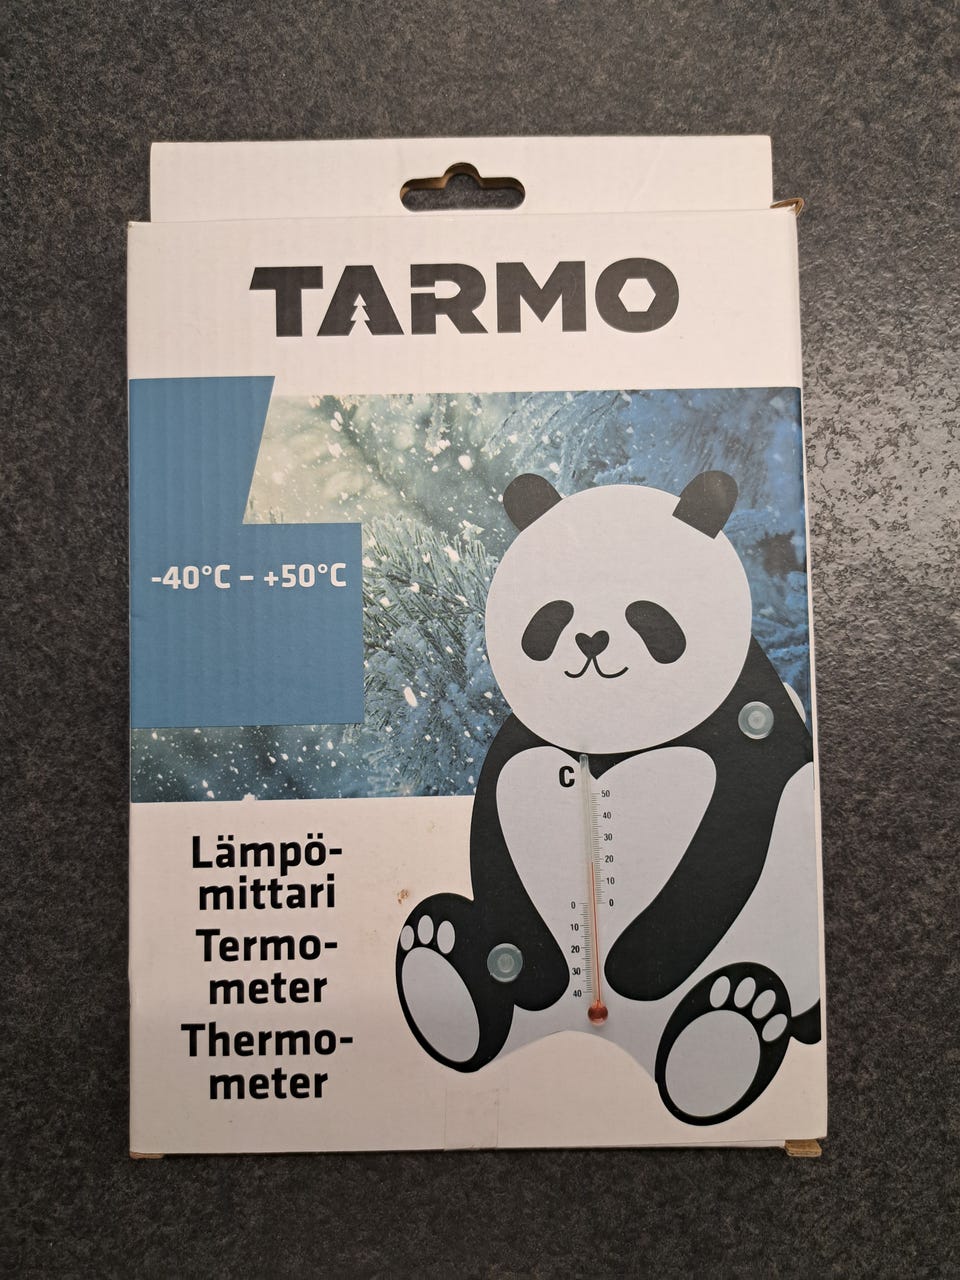 TARMO
-40°C – +50°C
C
50
40
30
20
10
0
0
10
20
30
40
Lämpö-
mittari
Termo-
meter
Thermo-
meter